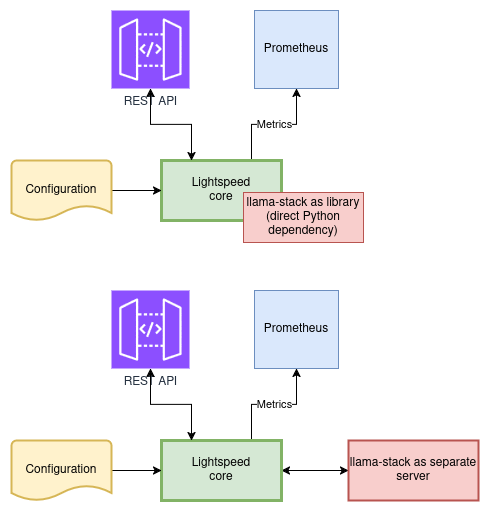 Prometheus
REST API
Metrics
Configuration
Lightspeed
core
llama-stack as library
(direct Python
dependency)
Prometheus
REST API
Metrics
Configuration
Lightspeed
core
llama-stack as separate
server